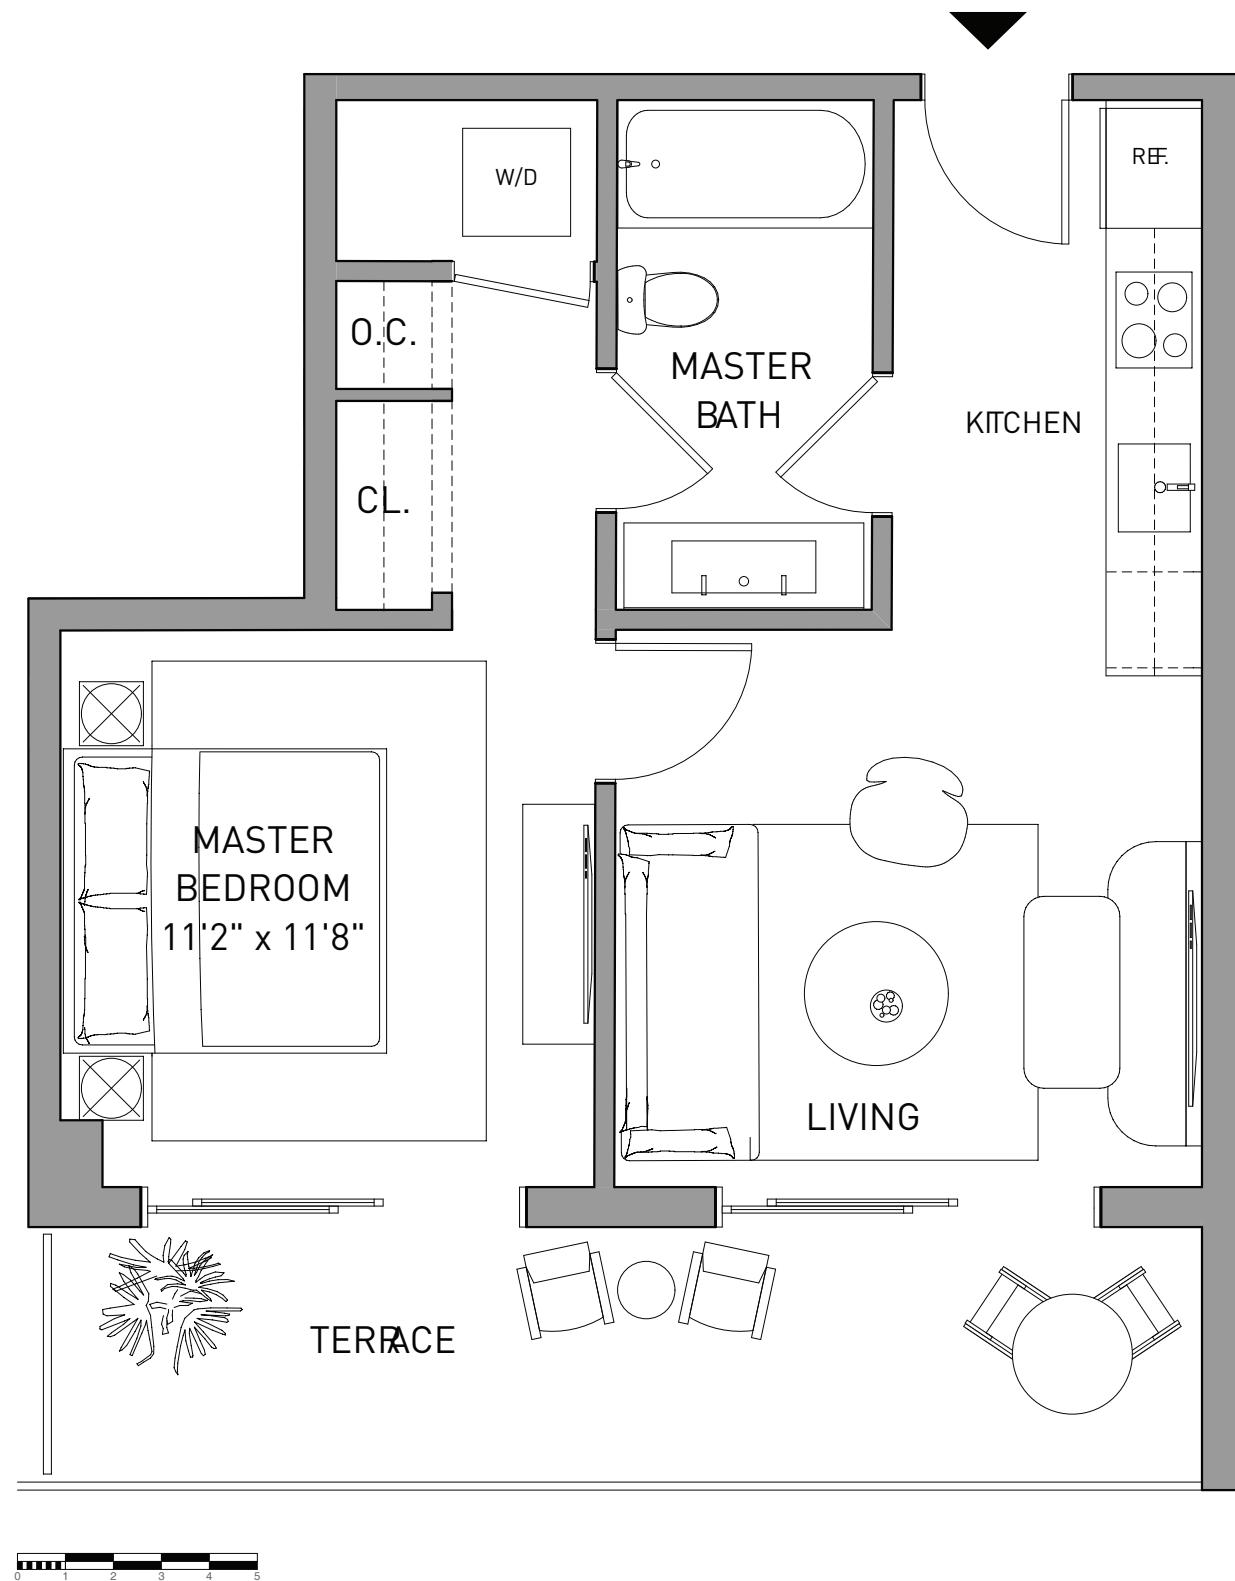 REF.
W/D
O.C.
MASTER
BATH
KITCHEN
CL.
MASTER
BEDROOM
11'2" x 11'8"
LIVING
TERRACE
0 1 2 3 4 5